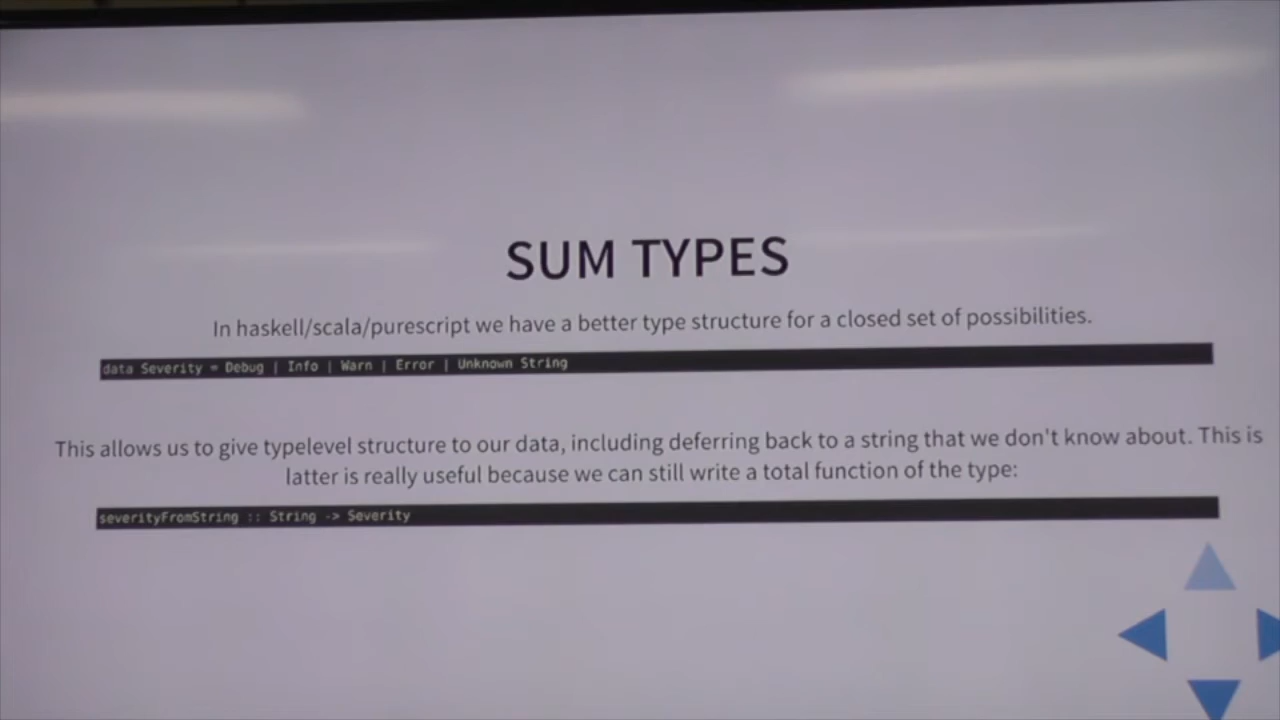 SUM TYPES
In haskell/scala/purescript we have a better type structure for a closed set of possibilities.
data Severity = Debug | Info | Warn | Error | Unknown String
This allows us to give typelevel structure to our data, including deferring back to a string that we don't know about. This is
latter is really useful because we can still write a total function of the type:
severityFromString :: String -> Severity